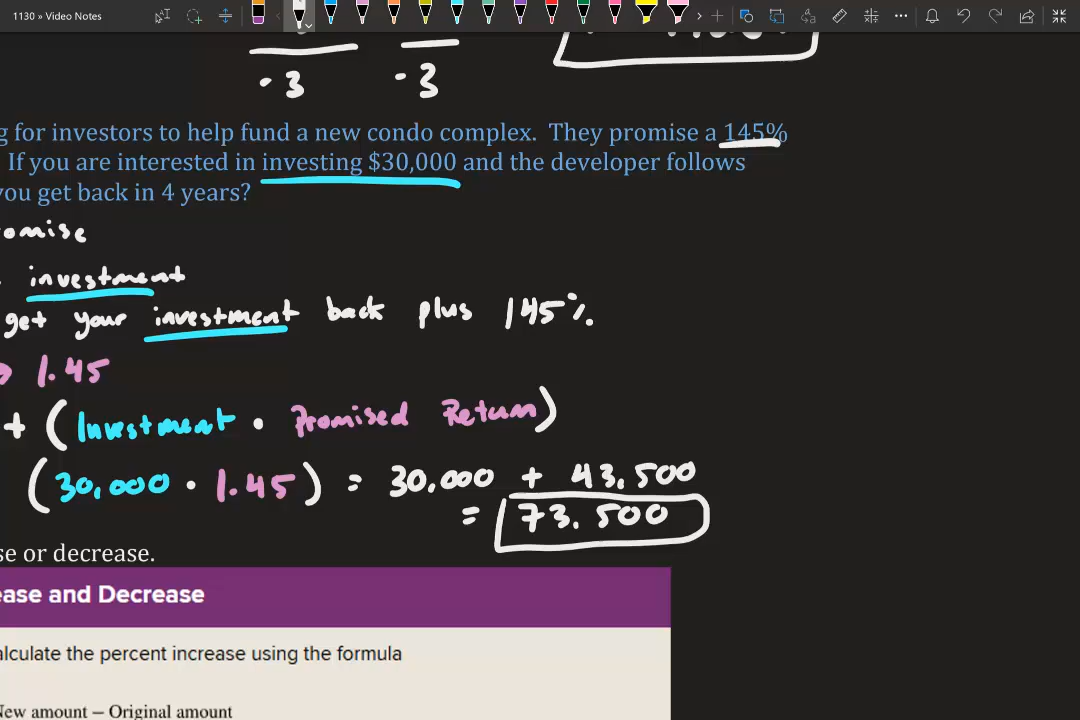 1130 > Video Notes
-3 -3
g for investors to help fund a new condo complex. They promise a 145%
If you are interested in investing $30,000 and the developer follows
you get back in 4 years?
omise
investment
get your investment back plus 145%.
1.45
+ (Investment · Promised Return)
(30,000 · 1.45) = 30,000 + 43,500
= 73,500
se or decrease.
ease and Decrease
alculate the percent increase using the formula
New amount – Original amount